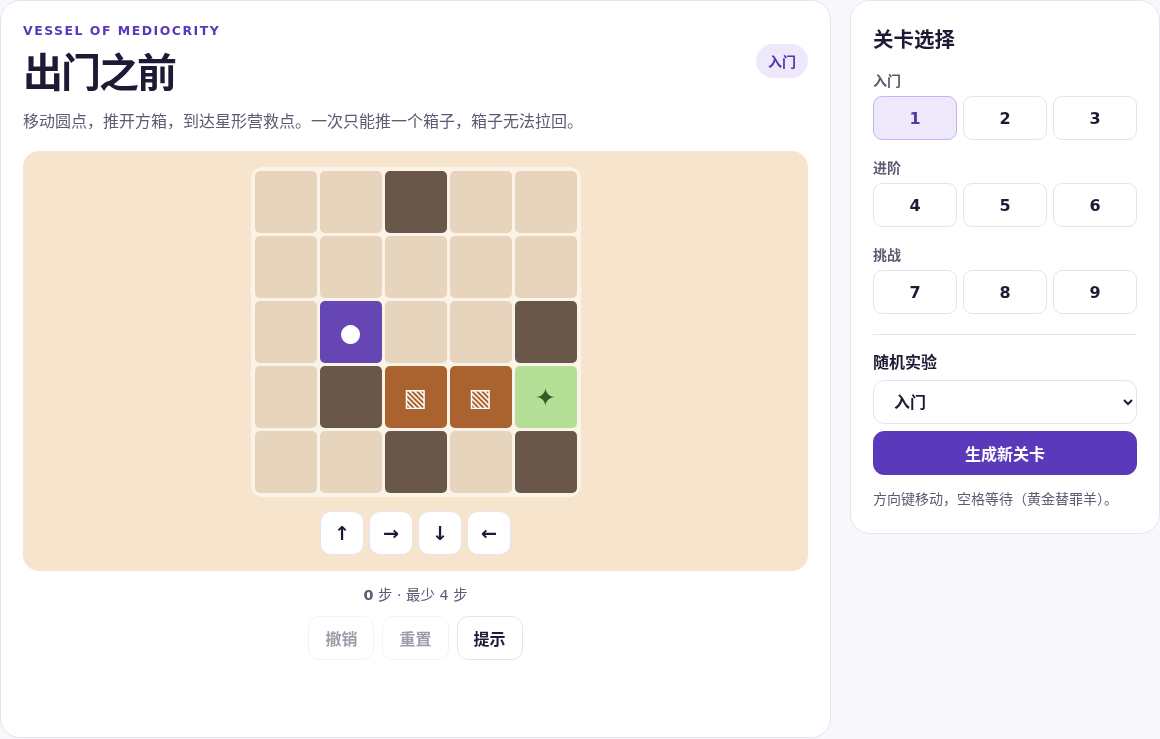 VESSEL OF MEDIOCRITY
出门之前
入门
移动圆点，推开方箱，到达星形营救点。一次只能推一个箱子，箱子无法拉回。
↑ → ↓ ←
0 步 · 最少 4 步
撤销 重置 提示
关卡选择
入门
1 2 3
进阶
4 5 6
挑战
7 8 9
随机实验
入门
生成新关卡
方向键移动，空格等待（黄金替罪羊）。